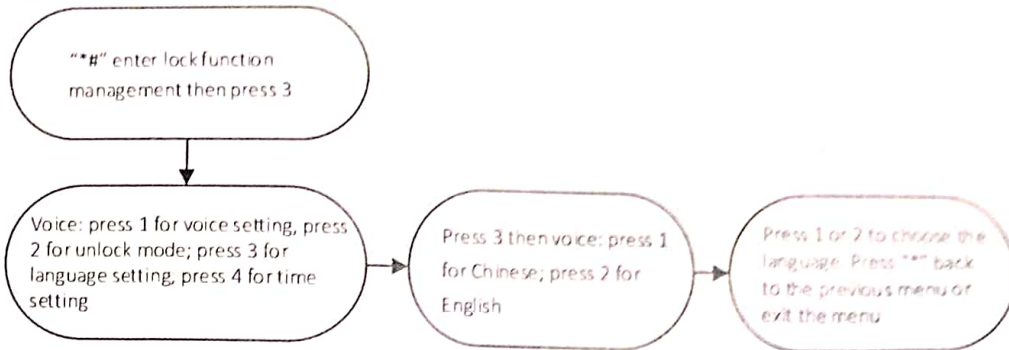 "*#" enter lock function
management then press 3
Voice: press 1 for voice setting, press
2 for unlock mode; press 3 for
language setting, press 4 for time
setting
Press 3 then voice: press 1
for Chinese; press 2 for
English
Press 1 or 2 to choose the
language. Press "*" back
to the previous menu or
exit the menu